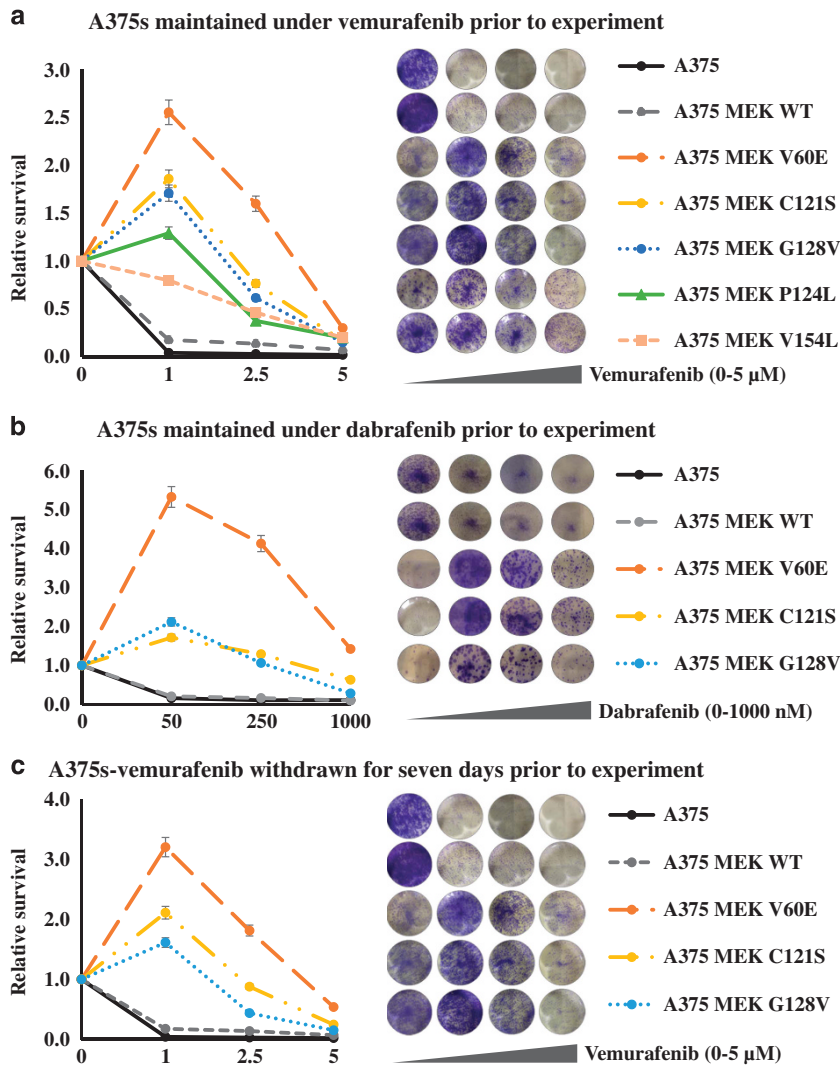 a
A375s maintained under vemurafenib prior to experiment
Relative survival
3.0
2.5
2.0
1.5
1.0
0.5
0.0
0
1
2.5
5
A375
A375 MEK WT
A375 MEK V60E
A375 MEK C121S
A375 MEK G128V
A375 MEK P124L
A375 MEK V154L
Vemurafenib (0-5 µM)
b
A375s maintained under dabrafenib prior to experiment
Relative survival
6.0
5.0
4.0
3.0
2.0
1.0
0.0
0
50
250
1000
A375
A375 MEK WT
A375 MEK V60E
A375 MEK C121S
A375 MEK G128V
Dabrafenib (0-1000 nM)
c
A375s-vemurafenib withdrawn for seven days prior to experiment
Relative survival
4.0
3.0
2.0
1.0
0.0
0
1
2.5
5
A375
A375 MEK WT
A375 MEK V60E
A375 MEK C121S
A375 MEK G128V
Vemurafenib (0-5 µM)